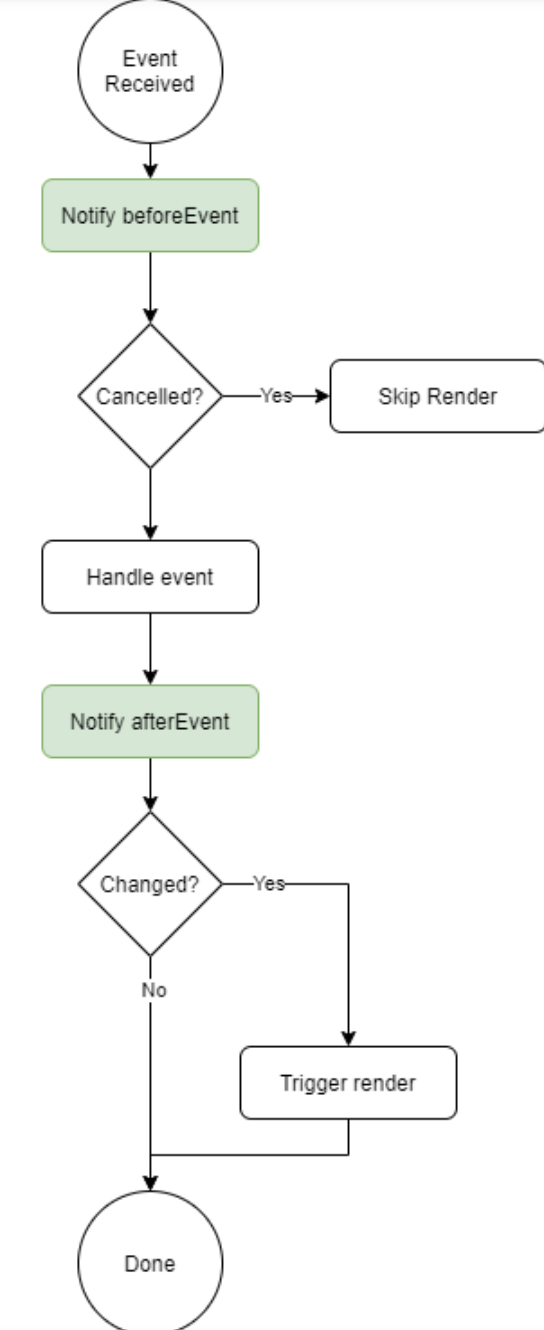 Event
Received
Notify beforeEvent
Cancelled?
Yes
Skip Render
Handle event
Notify afterEvent
Changed?
Yes
No
Trigger render
Done